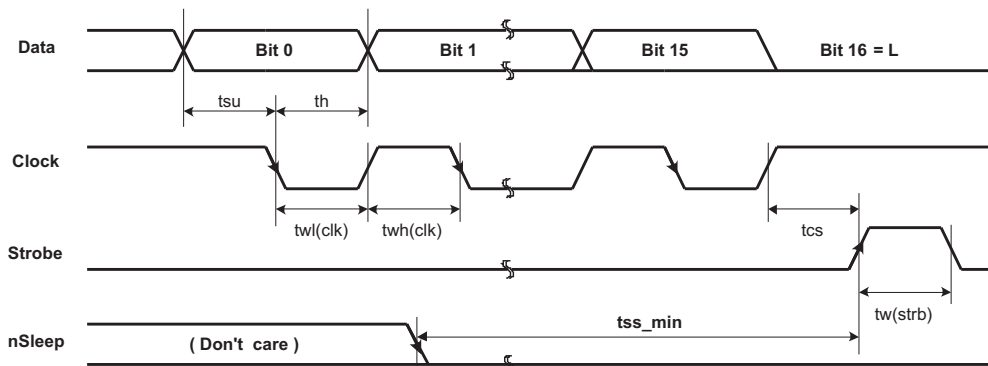 Data
Bit 0
Bit 1
Bit 15
Bit 16 = L
tsu
th
Clock
twl(clk)
twh(clk)
tcs
Strobe
tw(strb)
tss_min
nSleep
( Don't care )